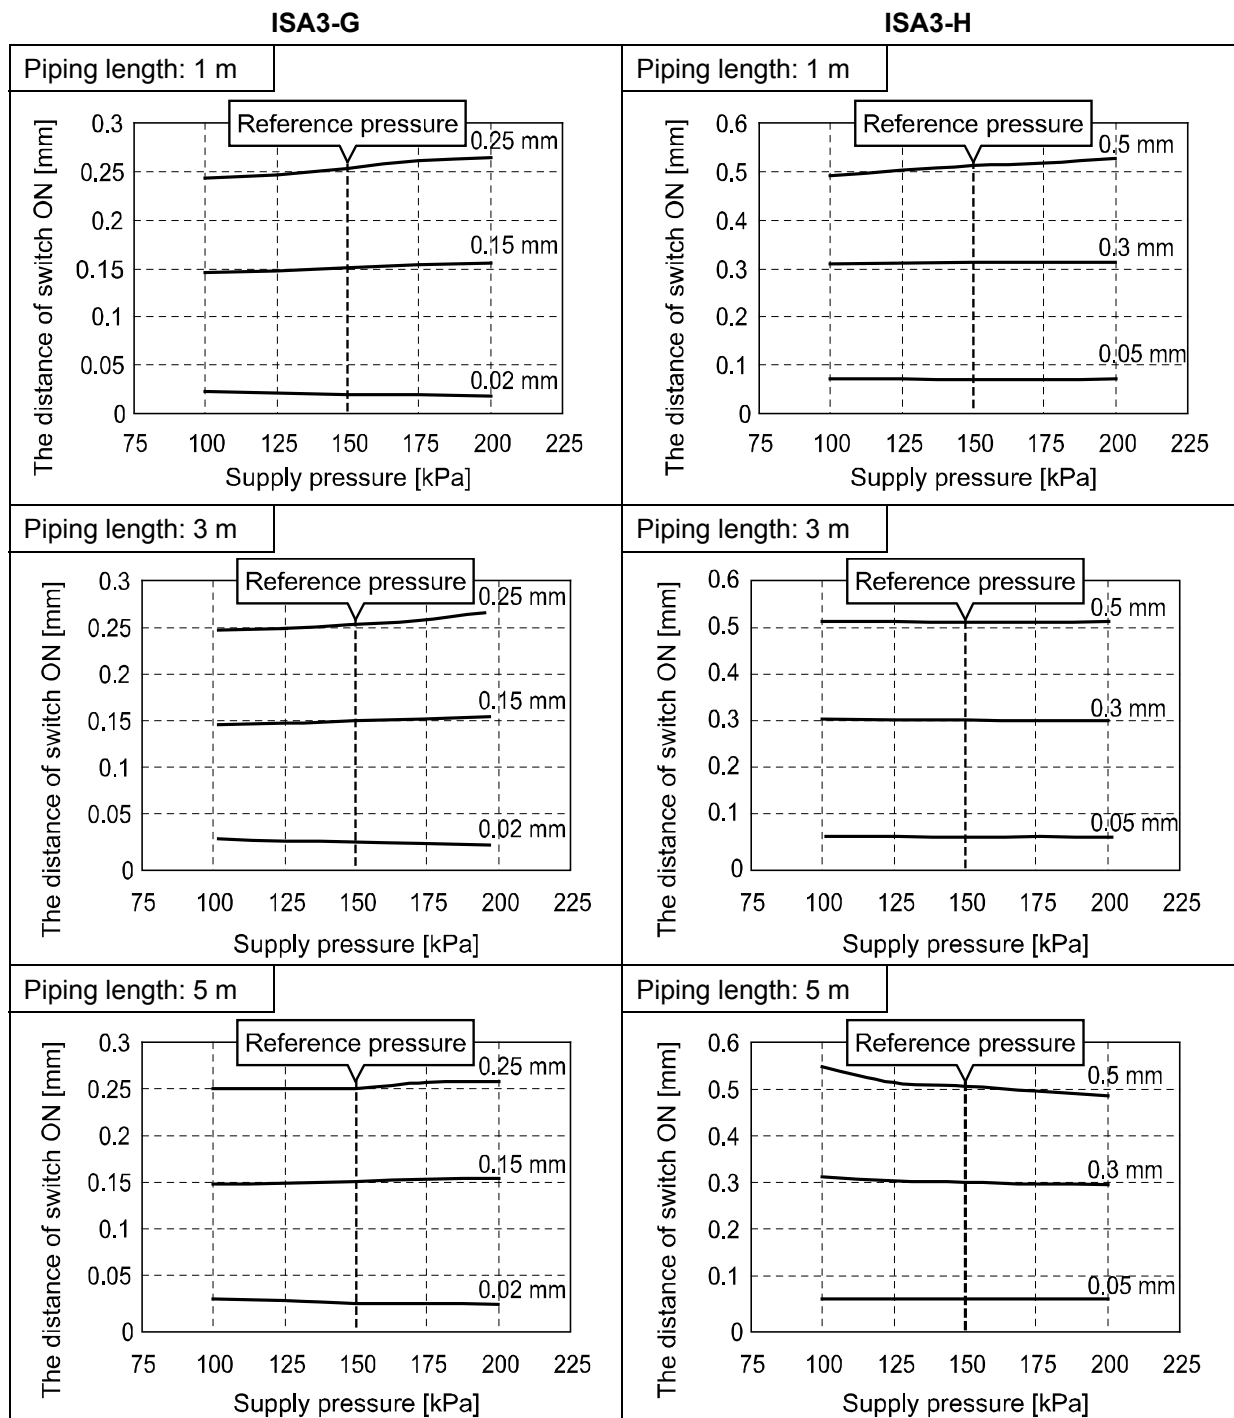 ISA3-G
Piping length: 1 m
The distance of switch ON [mm]
0.3
0.25
0.2
0.15
0.1
0.05
0
Reference pressure
0.25 mm
0.15 mm
0.02 mm
75 100 125 150 175 200 225
Supply pressure [kPa]
ISA3-H
Piping length: 1 m
The distance of switch ON [mm]
0.6
0.5
0.4
0.3
0.2
0.1
0
Reference pressure
0.5 mm
0.3 mm
0.05 mm
75 100 125 150 175 200 225
Supply pressure [kPa]
Piping length: 3 m
The distance of switch ON [mm]
0.3
0.25
0.2
0.15
0.1
0.05
0
Reference pressure
0.25 mm
0.15 mm
0.02 mm
75 100 125 150 175 200 225
Supply pressure [kPa]
Piping length: 3 m
The distance of switch ON [mm]
0.6
0.5
0.4
0.3
0.2
0.1
0
Reference pressure
0.5 mm
0.3 mm
0.05 mm
75 100 125 150 175 200 225
Supply pressure [kPa]
Piping length: 5 m
The distance of switch ON [mm]
0.3
0.25
0.2
0.15
0.1
0.05
0
Reference pressure
0.25 mm
0.15 mm
0.02 mm
75 100 125 150 175 200 225
Supply pressure [kPa]
Piping length: 5 m
The distance of switch ON [mm]
0.6
0.5
0.4
0.3
0.2
0.1
0
Reference pressure
0.5 mm
0.3 mm
0.05 mm
75 100 125 150 175 200 225
Supply pressure [kPa]